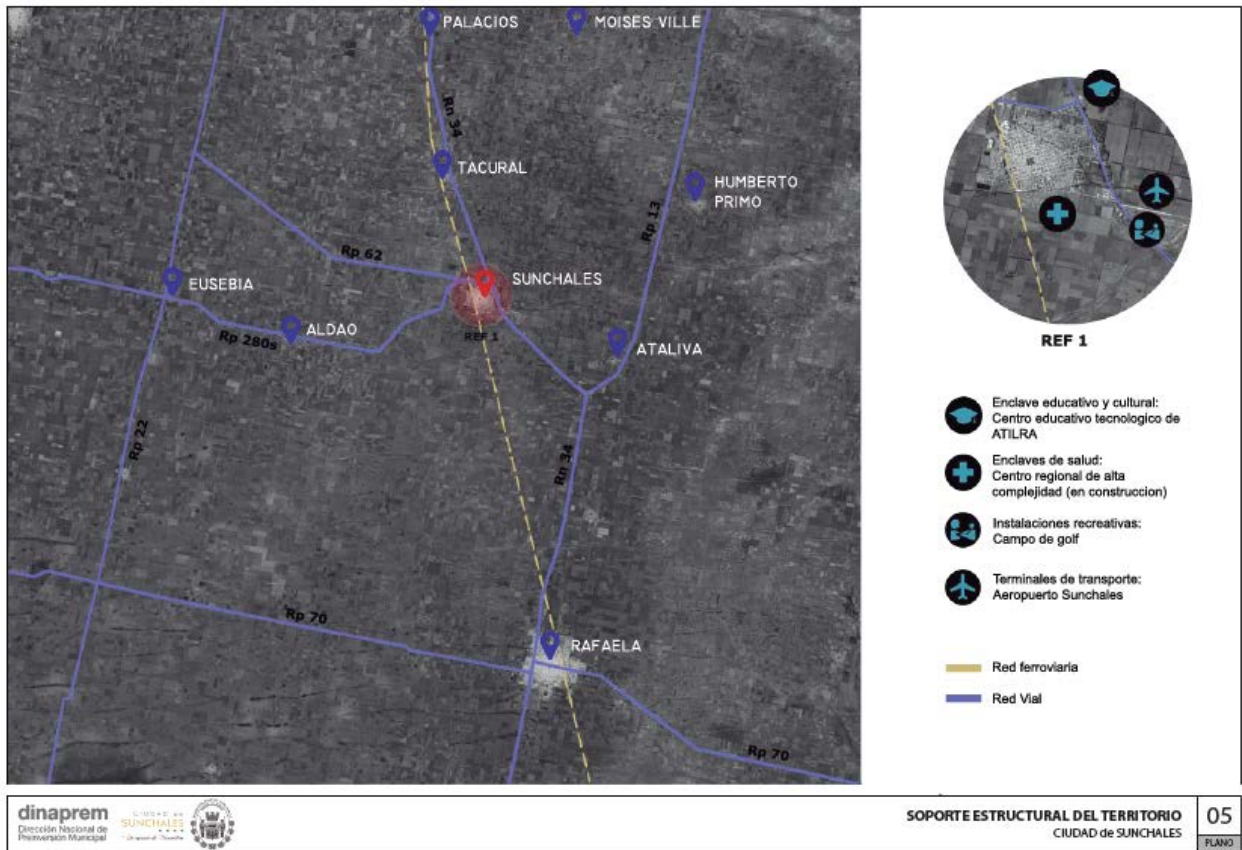 PALACIOS
MOISES VILLE
Rn 34
TACURAL
HUMBERTO
PRIMO
Rp 13
Rp 62
SUNCHALES
EUSEBIA
REF 1
ALDAO
Rp 280s
ATALIVA
Rp 22
Rn 34
Rp 70
RAFAELA
Rp 70
REF 1
Enclave educativo y cultural:
Centro educativo tecnologico de
ATILRA
Enclaves de salud:
Centro regional de alta
complejidad (en construccion)
Instalaciones recreativas:
Campo de golf
Terminales de transporte:
Aeropuerto Sunchales
Red ferroviaria
Red Vial
dinaprem
Dirección Nacional de
Preinversión Municipal
CIUDAD de
SUNCHALES
SOPORTE ESTRUCTURAL DEL TERRITORIO
CIUDAD de SUNCHALES
05
PLANO